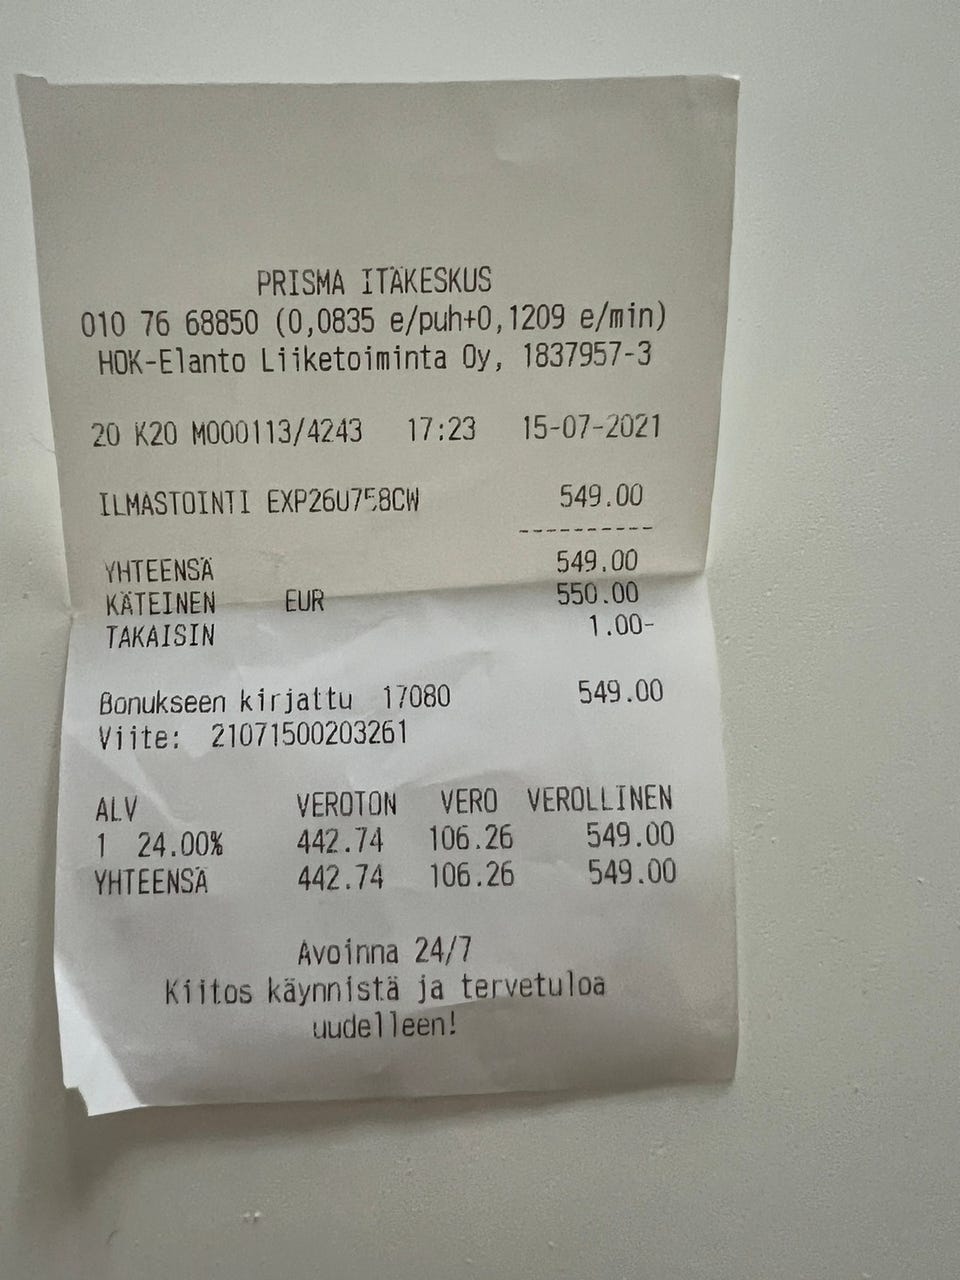 PRISMA ITÄKESKUS
010 76 68850 (0,0835 e/puh+0,1209 e/min)
HOK-Elanto Liiketoiminta Oy, 1837957-3
20 K20 M000113/4243 17:23 15-07-2021
ILMASTOINTI EXP26U758CW 549.00
----------
YHTEENSÄ 549.00
KÄTEINEN EUR 550.00
TAKAISIN 1.00-
Bonukseen kirjattu 17080 549.00
Viite: 21071500203261
ALV VEROTON VERO VEROLLINEN
1 24.00% 442.74 106.26 549.00
YHTEENSÄ 442.74 106.26 549.00
Avoinna 24/7
Kiitos käynnistä ja tervetuloa
uudelleen!